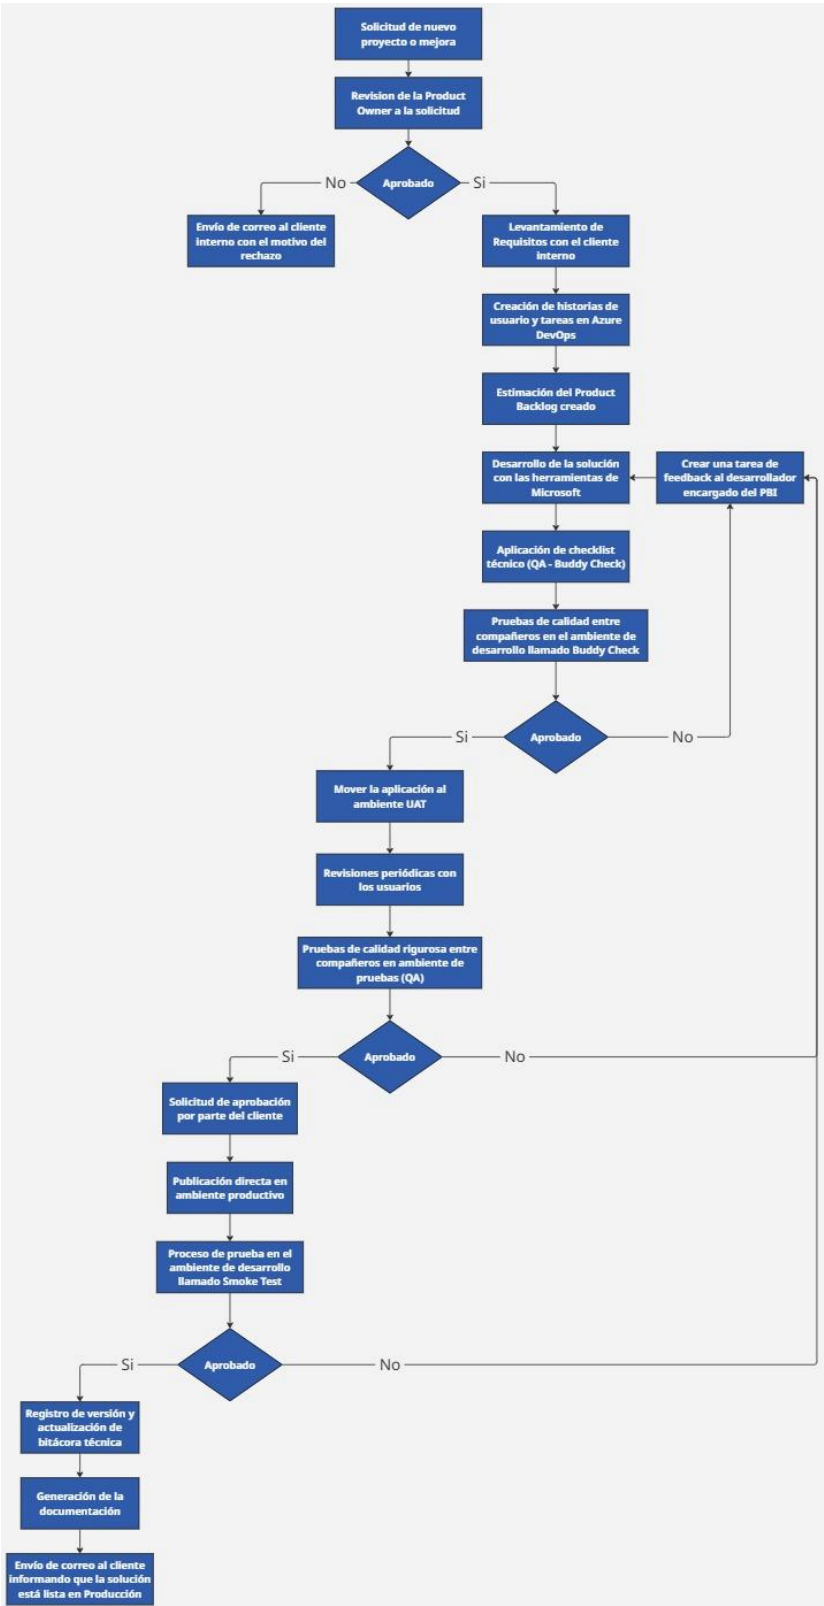 Solicitud de nuevo
proyecto o mejora
Revision de la Product
Owner a la solicitud
Aprobado
No
Si
Envío de correo al cliente
interno con el motivo del
rechazo
Levantamiento de
Requisitos con el cliente
interno
Creación de historias de
usuario y tareas en Azure
DevOps
Estimación del Product
Backlog creado
Desarrollo de la solución
con las herramientas de
Microsoft
Crear una tarea de
feedback al desarrollador
encargado del PBI
Aplicación de checklist
técnico (QA - Buddy Check)
Pruebas de calidad entre
compañeros en el ambiente de
desarrollo llamado Buddy Check
Si
Aprobado
No
Mover la aplicación al
ambiente UAT
Revisiones periódicas con
los usuarios
Pruebas de calidad rigurosa entre
compañeros en ambiente de
pruebas (QA)
Si
Aprobado
No
Solicitud de aprobación
por parte del cliente
Publicación directa en
ambiente productivo
Proceso de prueba en el
ambiente de desarrollo
llamado Smoke Test
Si
Aprobado
No
Registro de versión y
actualización de
bitácora técnica
Generación de la
documentación
Envío de correo al cliente
informando que la solución
está lista en Producción